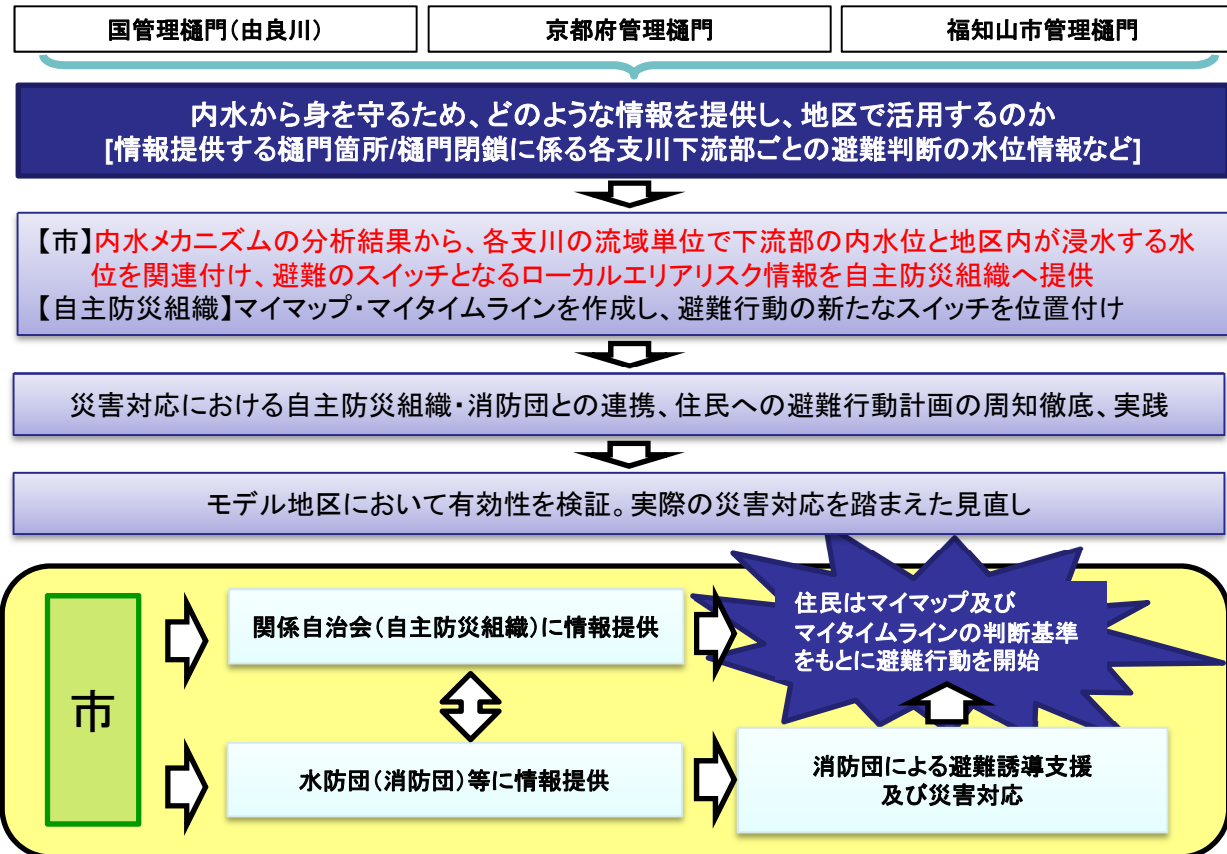 国管理樋門(由良川)
京都府管理樋門
福知山市管理樋門
内水から身を守るため、どのような情報を提供し、地区で活用するのか
[情報提供する樋門箇所/樋門閉鎖に係る各支川下流部ごとの避難判断の水位情報など]
【市】内水メカニズムの分析結果から、各支川の流域単位で下流部の内水位と地区内が浸水する水
位を関連付け、避難のスイッチとなるローカルエリアリスク情報を自主防災組織へ提供
【自主防災組織】マイマップ・マイタイムラインを作成し、避難行動の新たなスイッチを位置付け
災害対応における自主防災組織・消防団との連携、住民への避難行動計画の周知徹底、実践
モデル地区において有効性を検証。実際の災害対応を踏まえた見直し
市
関係自治会(自主防災組織)に情報提供
住民はマイマップ及び
マイタイムラインの判断基準
をもとに避難行動を開始
水防団(消防団)等に情報提供
消防団による避難誘導支援
及び災害対応